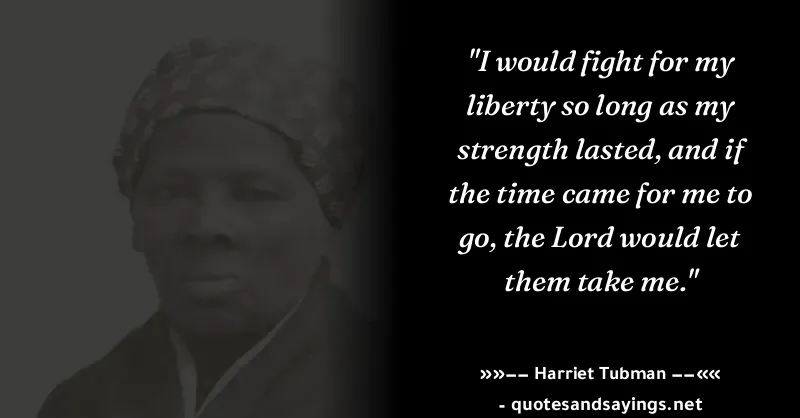 "I would fight for my
liberty so long as my
strength lasted, and if
the time came for me to
go, the Lord would let
them take me."
»»–– Harriet Tubman ––««
- quotesandsayings.net